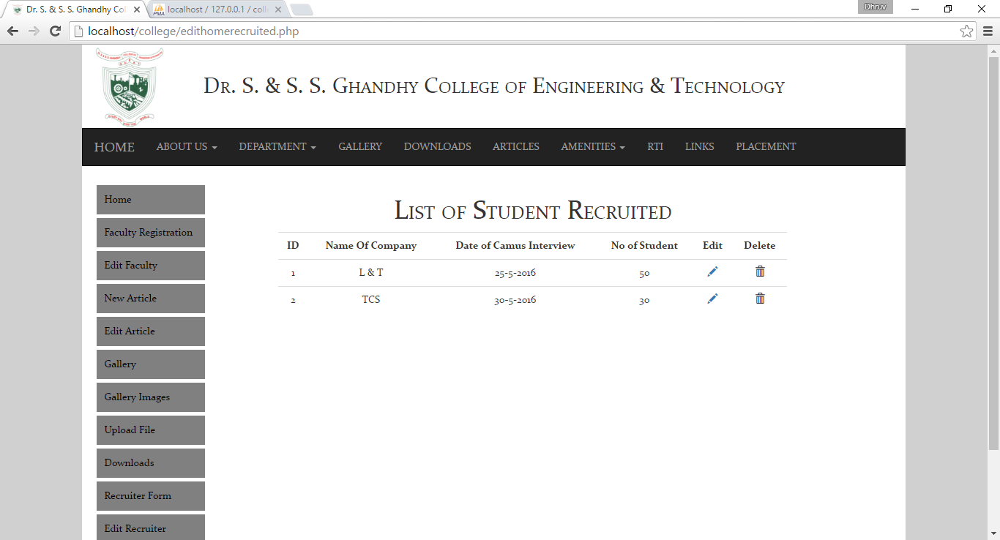 Dr. S. & S. S. Ghandhy Col
localhost / 127.0.0.1 / coll
Dhruv
localhost/college/edithomerecruited.php
Dr. S. & S. S. Ghandhy College of Engineering & Technology
HOME ABOUT US DEPARTMENT GALLERY DOWNLOADS ARTICLES AMENITIES RTI LINKS PLACEMENT
Home
Faculty Registration
Edit Faculty
New Article
Edit Article
Gallery
Gallery Images
Upload File
Downloads
Recruiter Form
Edit Recruiter
List of Student Recruited
ID Name Of Company Date of Camus Interview No of Student Edit Delete
1 L & T 25-5-2016 50
2 TCS 30-5-2016 30